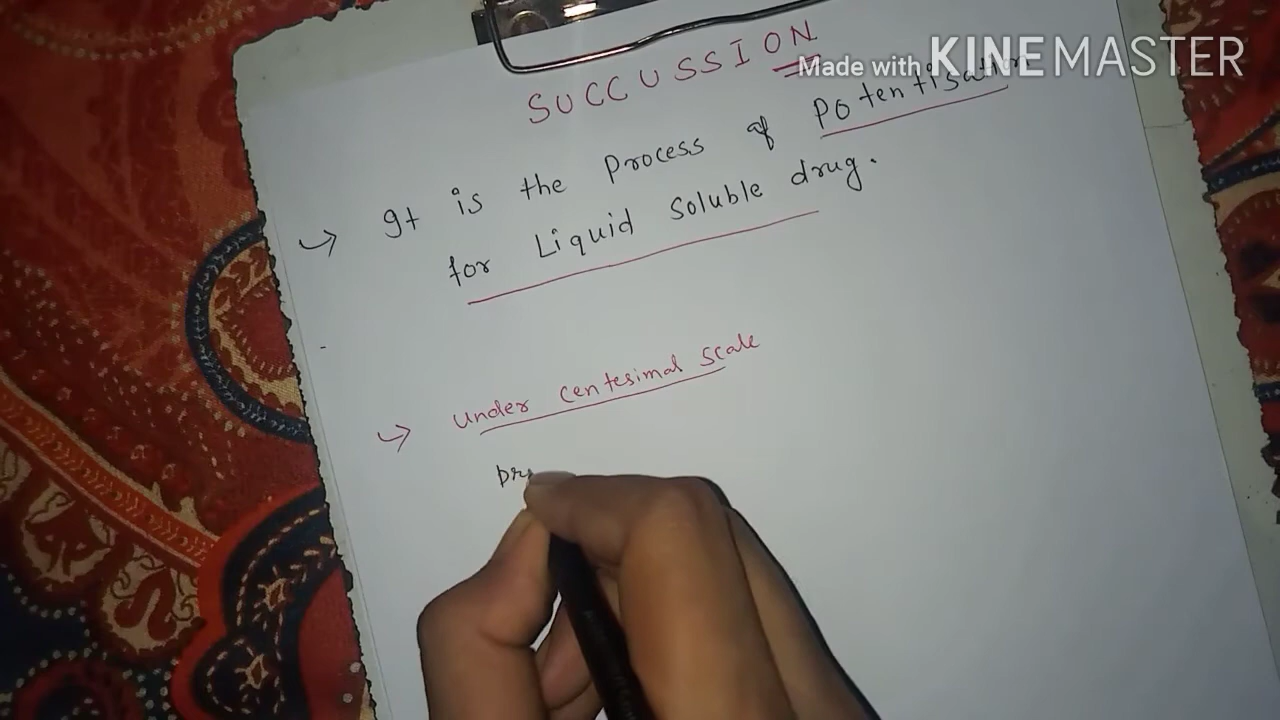 SUCCUSSION
Made with KINEMASTER
→ It is the Process of Potentisation
for Liquid Soluble drug.
→ Under Centesimal Scale